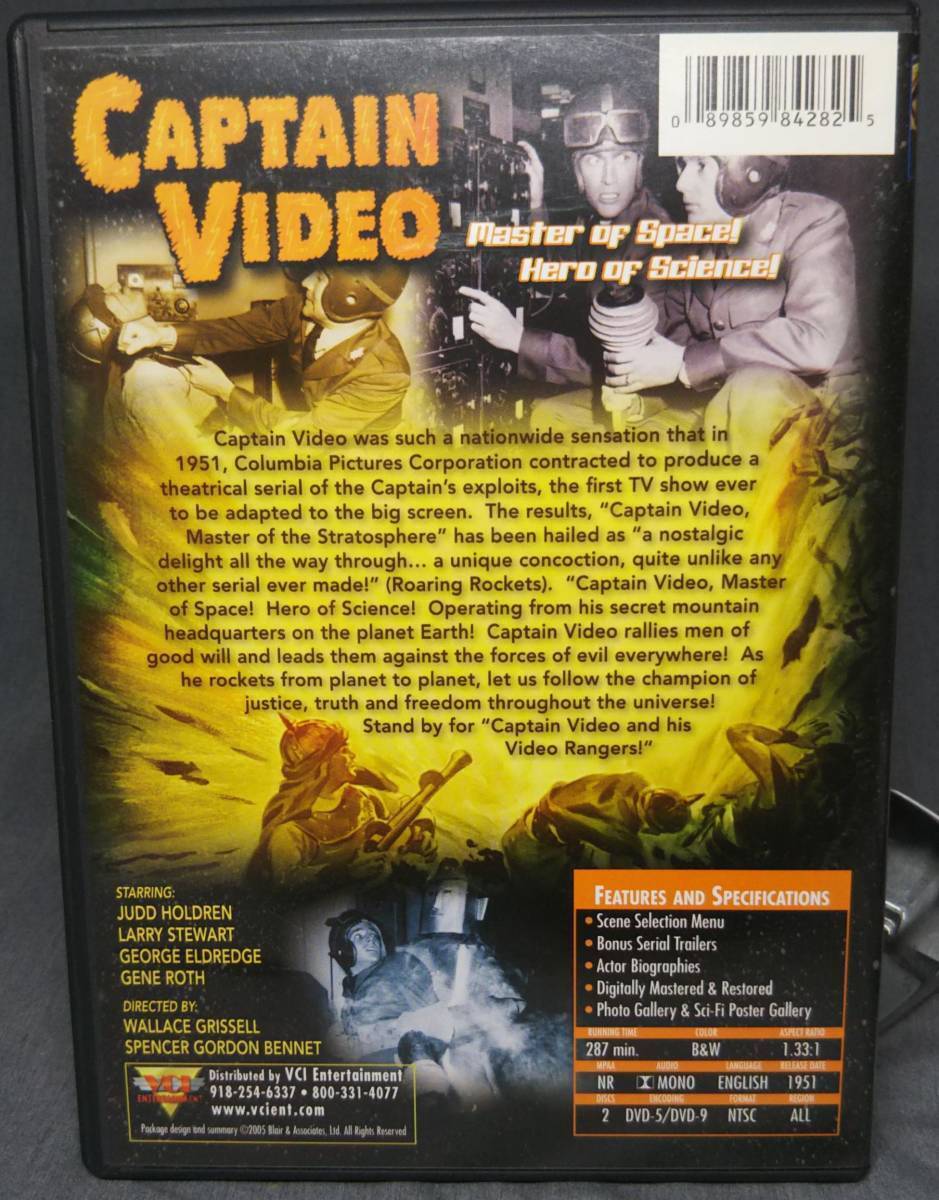 CAPTAIN
VIDEO
0 89859 84282 5
Master of Space!
Hero of Science!
Captain Video was such a nationwide sensation that in
1951, Columbia Pictures Corporation contracted to produce a
theatrical serial of the Captain's exploits, the first TV show ever
to be adapted to the big screen. The results, "Captain Video,
Master of the Stratosphere" has been hailed as "a nostalgic
delight all the way through... a unique concoction, quite unlike any
other serial ever made!" (Roaring Rockets). "Captain Video, Master
of Space! Hero of Science! Operating from his secret mountain
headquarters on the planet Earth! Captain Video rallies men of
good will and leads them against the forces of evil everywhere! As
he rockets from planet to planet, let us follow the champion of
justice, truth and freedom throughout the universe!
Stand by for "Captain Video and his
Video Rangers!"
STARRING:
JUDD HOLDREN
LARRY STEWART
GEORGE ELDREDGE
GENE ROTH
DIRECTED BY:
WALLACE GRISSELL
SPENCER GORDON BENNET
VCI
ENTERTAINMENT
Distributed by VCI Entertainment
918-254-6337 • 800-331-4077
www.vcient.com
Package design and summary ©2005 Blair & Associates, Ltd. All Rights Reserved
FEATURES AND SPECIFICATIONS
• Scene Selection Menu
• Bonus Serial Trailers
• Actor Biographies
• Digitally Mastered & Restored
• Photo Gallery & Sci-Fi Poster Gallery
RUNNING TIME COLOR ASPECT RATIO
287 min. B&W 1.33:1
MPAA AUDIO LANGUAGE RELEASE DATE
NR MONO ENGLISH 1951
DISCS ENCODING FORMAT REGION
2 DVD-5/DVD-9 NTSC ALL